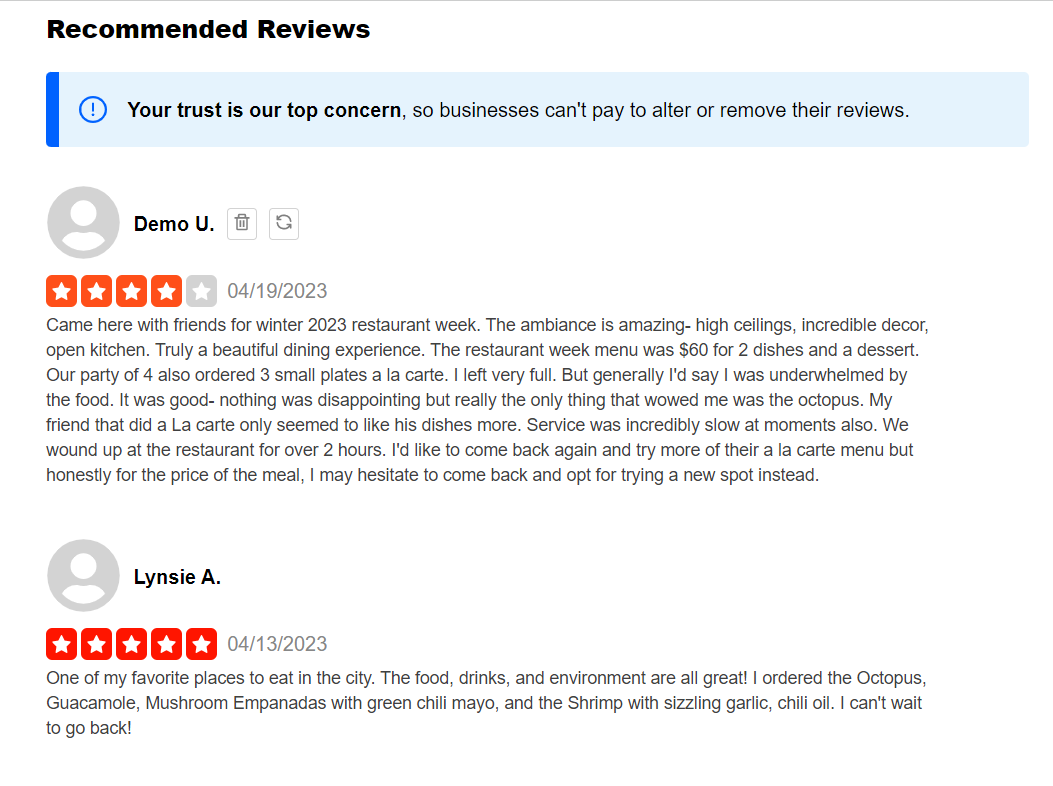 Recommended Reviews
Your trust is our top concern, so businesses can't pay to alter or remove their reviews.
Demo U.
04/19/2023
Came here with friends for winter 2023 restaurant week. The ambiance is amazing- high ceilings, incredible decor,
open kitchen. Truly a beautiful dining experience. The restaurant week menu was $60 for 2 dishes and a dessert.
Our party of 4 also ordered 3 small plates a la carte. I left very full. But generally I'd say I was underwhelmed by
the food. It was good- nothing was disappointing but really the only thing that wowed me was the octopus. My
friend that did a La carte only seemed to like his dishes more. Service was incredibly slow at moments also. We
wound up at the restaurant for over 2 hours. I'd like to come back again and try more of their a la carte menu but
honestly for the price of the meal, I may hesitate to come back and opt for trying a new spot instead.
Lynsie A.
04/13/2023
One of my favorite places to eat in the city. The food, drinks, and environment are all great! I ordered the Octopus,
Guacamole, Mushroom Empanadas with green chili mayo, and the Shrimp with sizzling garlic, chili oil. I can't wait
to go back!